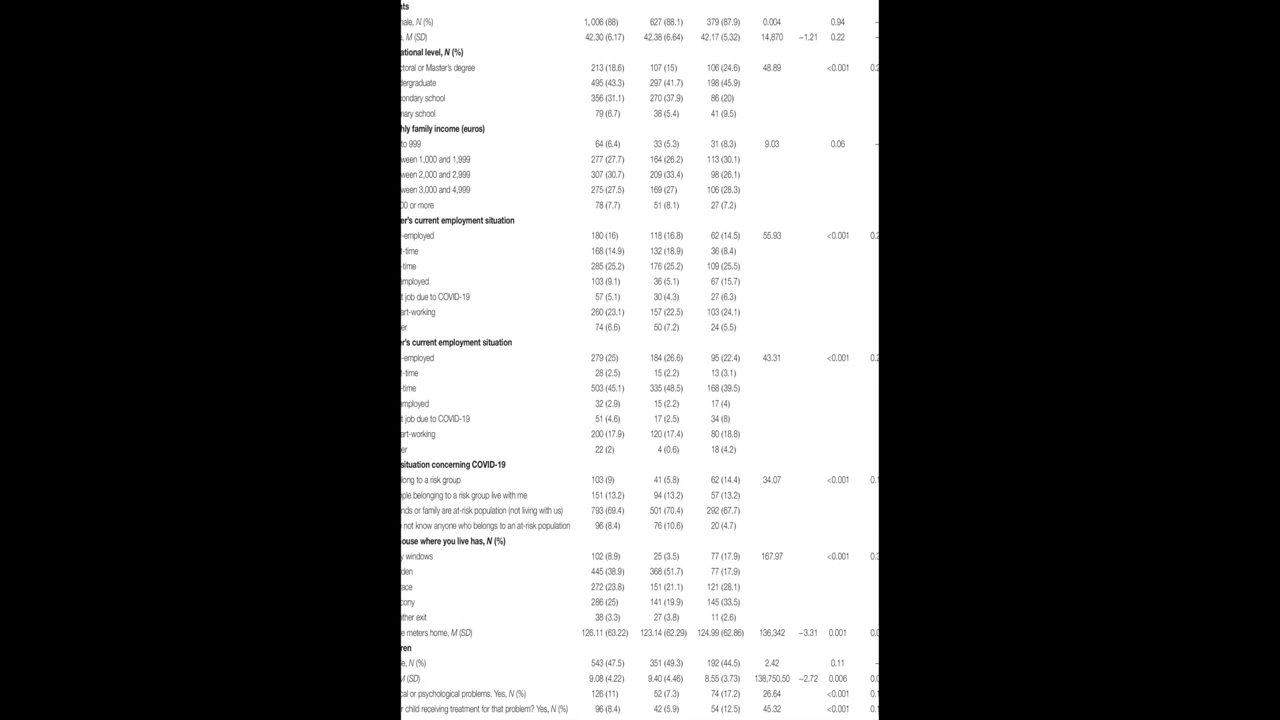 nts
nale, N (%) 1,006 (88) 627 (88.1) 379 (87.9) 0.004 0.94 –
, M (SD) 42.30 (6.17) 42.38 (6.64) 42.17 (5.32) 14,870 −1.21 0.22 –
ational level, N (%)
ctoral or Master's degree 213 (18.6) 107 (15) 106 (24.6) 48.89 <0.001 0.2
dergraduate 495 (43.3) 297 (41.7) 198 (45.9)
condary school 356 (31.1) 270 (37.9) 86 (20)
mary school 79 (6.7) 38 (5.4) 41 (9.5)
hly family income (euros)
to 999 64 (6.4) 33 (5.3) 31 (8.3) 9.03 0.06 –
ween 1,000 and 1,999 277 (27.7) 164 (26.2) 113 (30.1)
ween 2,000 and 2,999 307 (30.7) 209 (33.4) 98 (26.1)
ween 3,000 and 4,999 275 (27.5) 169 (27) 106 (28.3)
00 or more 78 (7.7) 51 (8.1) 27 (7.2)
er's current employment situation
-employed 180 (16) 118 (16.8) 62 (14.5) 55.93 <0.001 0.2
t-time 168 (14.9) 132 (18.9) 36 (8.4)
-time 285 (25.2) 176 (25.2) 109 (25.5)
mployed 103 (9.1) 36 (5.1) 67 (15.7)
t job due to COVID-19 57 (5.1) 30 (4.3) 27 (6.3)
art-working 260 (23.1) 157 (22.5) 103 (24.1)
er 74 (6.6) 50 (7.2) 24 (5.5)
r's current employment situation
-employed 279 (25) 184 (26.6) 95 (22.4) 43.31 <0.001 0.2
t-time 28 (2.5) 15 (2.2) 13 (3.1)
-time 503 (45.1) 335 (48.5) 168 (39.5)
mployed 32 (2.9) 15 (2.2) 17 (4)
t job due to COVID-19 51 (4.6) 17 (2.5) 34 (8)
art-working 200 (17.9) 120 (17.4) 80 (18.8)
er 22 (2) 4 (0.6) 18 (4.2)
situation concerning COVID-19
long to a risk group 103 (9) 41 (5.8) 62 (14.4) 34.07 <0.001 0.1
ple belonging to a risk group live with me 151 (13.2) 94 (13.2) 57 (13.2)
nds or family are at-risk population (not living with us) 793 (69.4) 501 (70.4) 292 (67.7)
not know anyone who belongs to an at-risk population 96 (8.4) 76 (10.6) 20 (4.7)
ouse where you live has, N (%)
y windows 102 (8.9) 25 (3.5) 77 (17.9) 167.97 <0.001 0.3
den 445 (38.9) 368 (51.7) 77 (17.9)
ace 272 (23.8) 151 (21.1) 121 (28.1)
cony 286 (25) 141 (19.9) 145 (33.5)
ther exit 38 (3.3) 27 (3.8) 11 (2.6)
e meters home, M (SD) 126.11 (63.22) 123.14 (62.29) 124.99 (62.86) 136,342 −3.31 0.001 0.0
ren
e, N (%) 543 (47.5) 351 (49.3) 192 (44.5) 2.42 0.11 –
M (SD) 9.08 (4.22) 9.40 (4.46) 8.55 (3.73) 138,750.50 −2.72 0.006 0.0
cal or psychological problems. Yes, N (%) 126 (11) 52 (7.3) 74 (17.2) 26.64 <0.001 0.1
r child receiving treatment for that problem? Yes, N (%) 96 (8.4) 42 (5.9) 54 (12.5) 45.32 <0.001 0.1